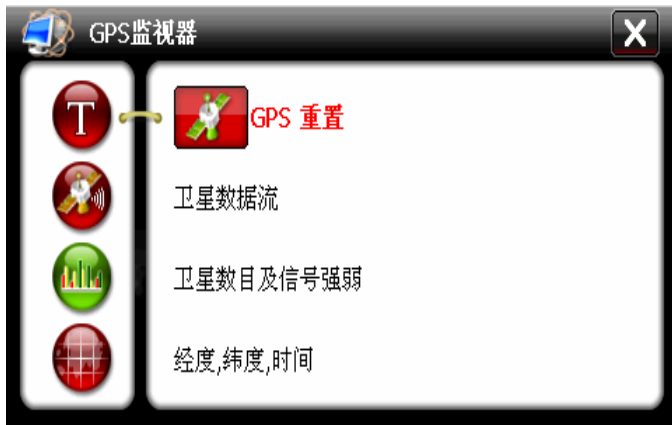 GPS监视器
T
GPS 重置
卫星数据流
卫星数目及信号强弱
经度,纬度,时间